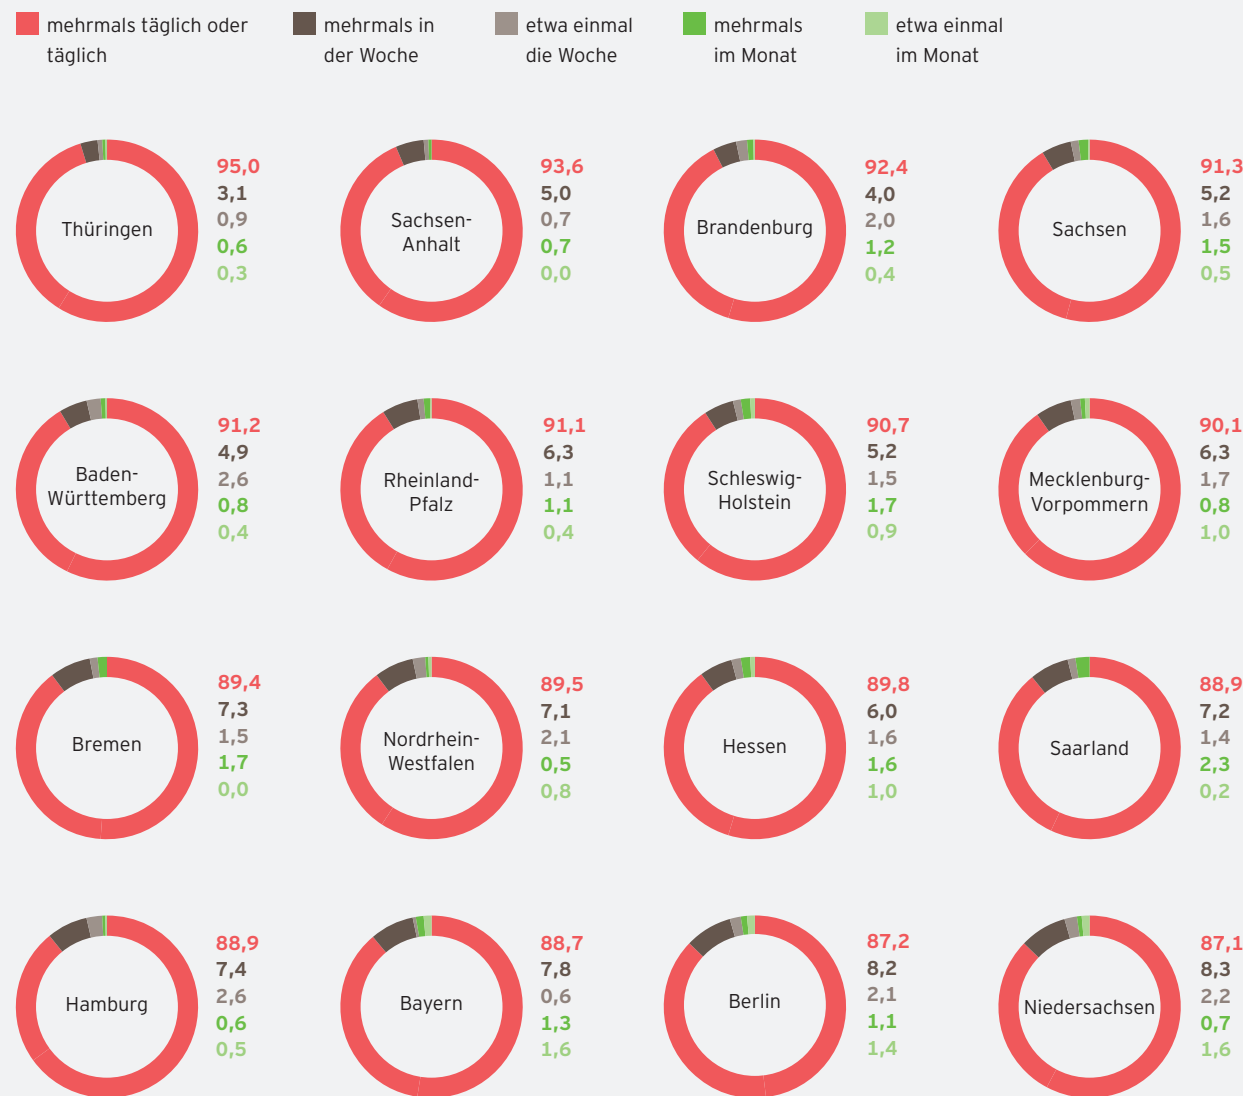 mehrmals täglich oder
täglich
mehrmals in
der Woche
etwa einmal
die Woche
mehrmals
im Monat
etwa einmal
im Monat
Thüringen
95,0
3,1
0,9
0,6
0,3
Sachsen-
Anhalt
93,6
5,0
0,7
0,7
0,0
Brandenburg
92,4
4,0
2,0
1,2
0,4
Sachsen
91,3
5,2
1,6
1,5
0,5
Baden-
Württemberg
91,2
4,9
2,6
0,8
0,4
Rheinland-
Pfalz
91,1
6,3
1,1
1,1
0,4
Schleswig-
Holstein
90,7
5,2
1,5
1,7
0,9
Mecklenburg-
Vorpommern
90,1
6,3
1,7
0,8
1,0
Bremen
89,4
7,3
1,5
1,7
0,0
Nordrhein-
Westfalen
89,5
7,1
2,1
0,5
0,8
Hessen
89,8
6,0
1,6
1,6
1,0
Saarland
88,9
7,2
1,4
2,3
0,2
Hamburg
88,9
7,4
2,6
0,6
0,5
Bayern
88,7
7,8
0,6
1,3
1,6
Berlin
87,2
8,2
2,1
1,1
1,4
Niedersachsen
87,1
8,3
2,2
0,7
1,6